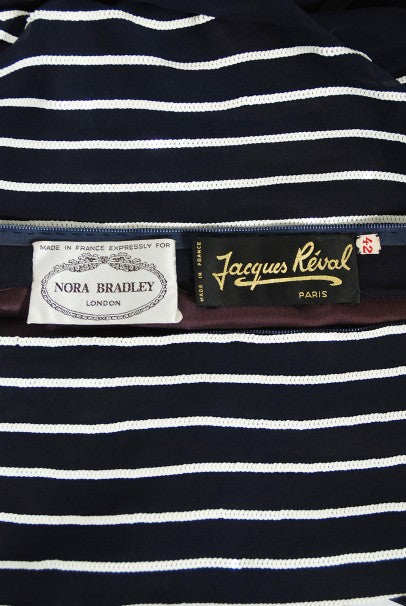 MADE IN FRANCE EXPRESSLY FOR
NORA BRADLEY
LONDON
MADE IN FRANCE
Jacques Réval
PARIS
42